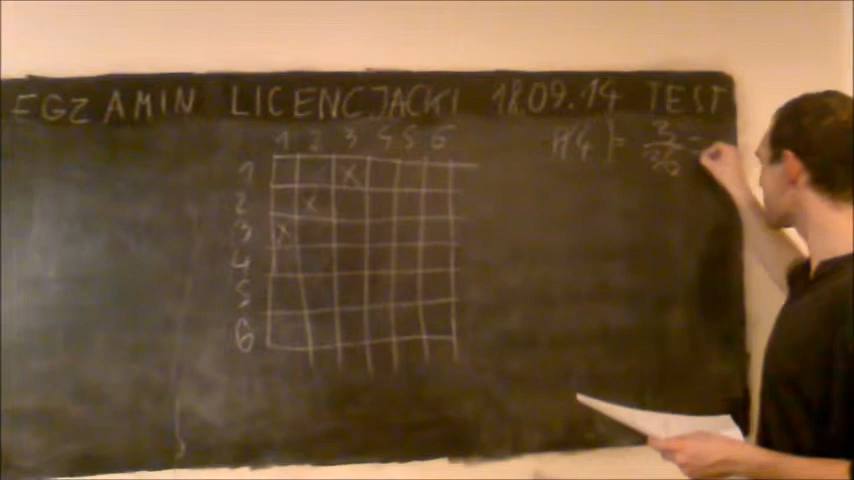 EGZAMIN LICENCJACKI 18.09.14 TEST
1 2 3 4 5 6
P(4) = 3/36 =
1 X
2 X
3 X
4
5
6